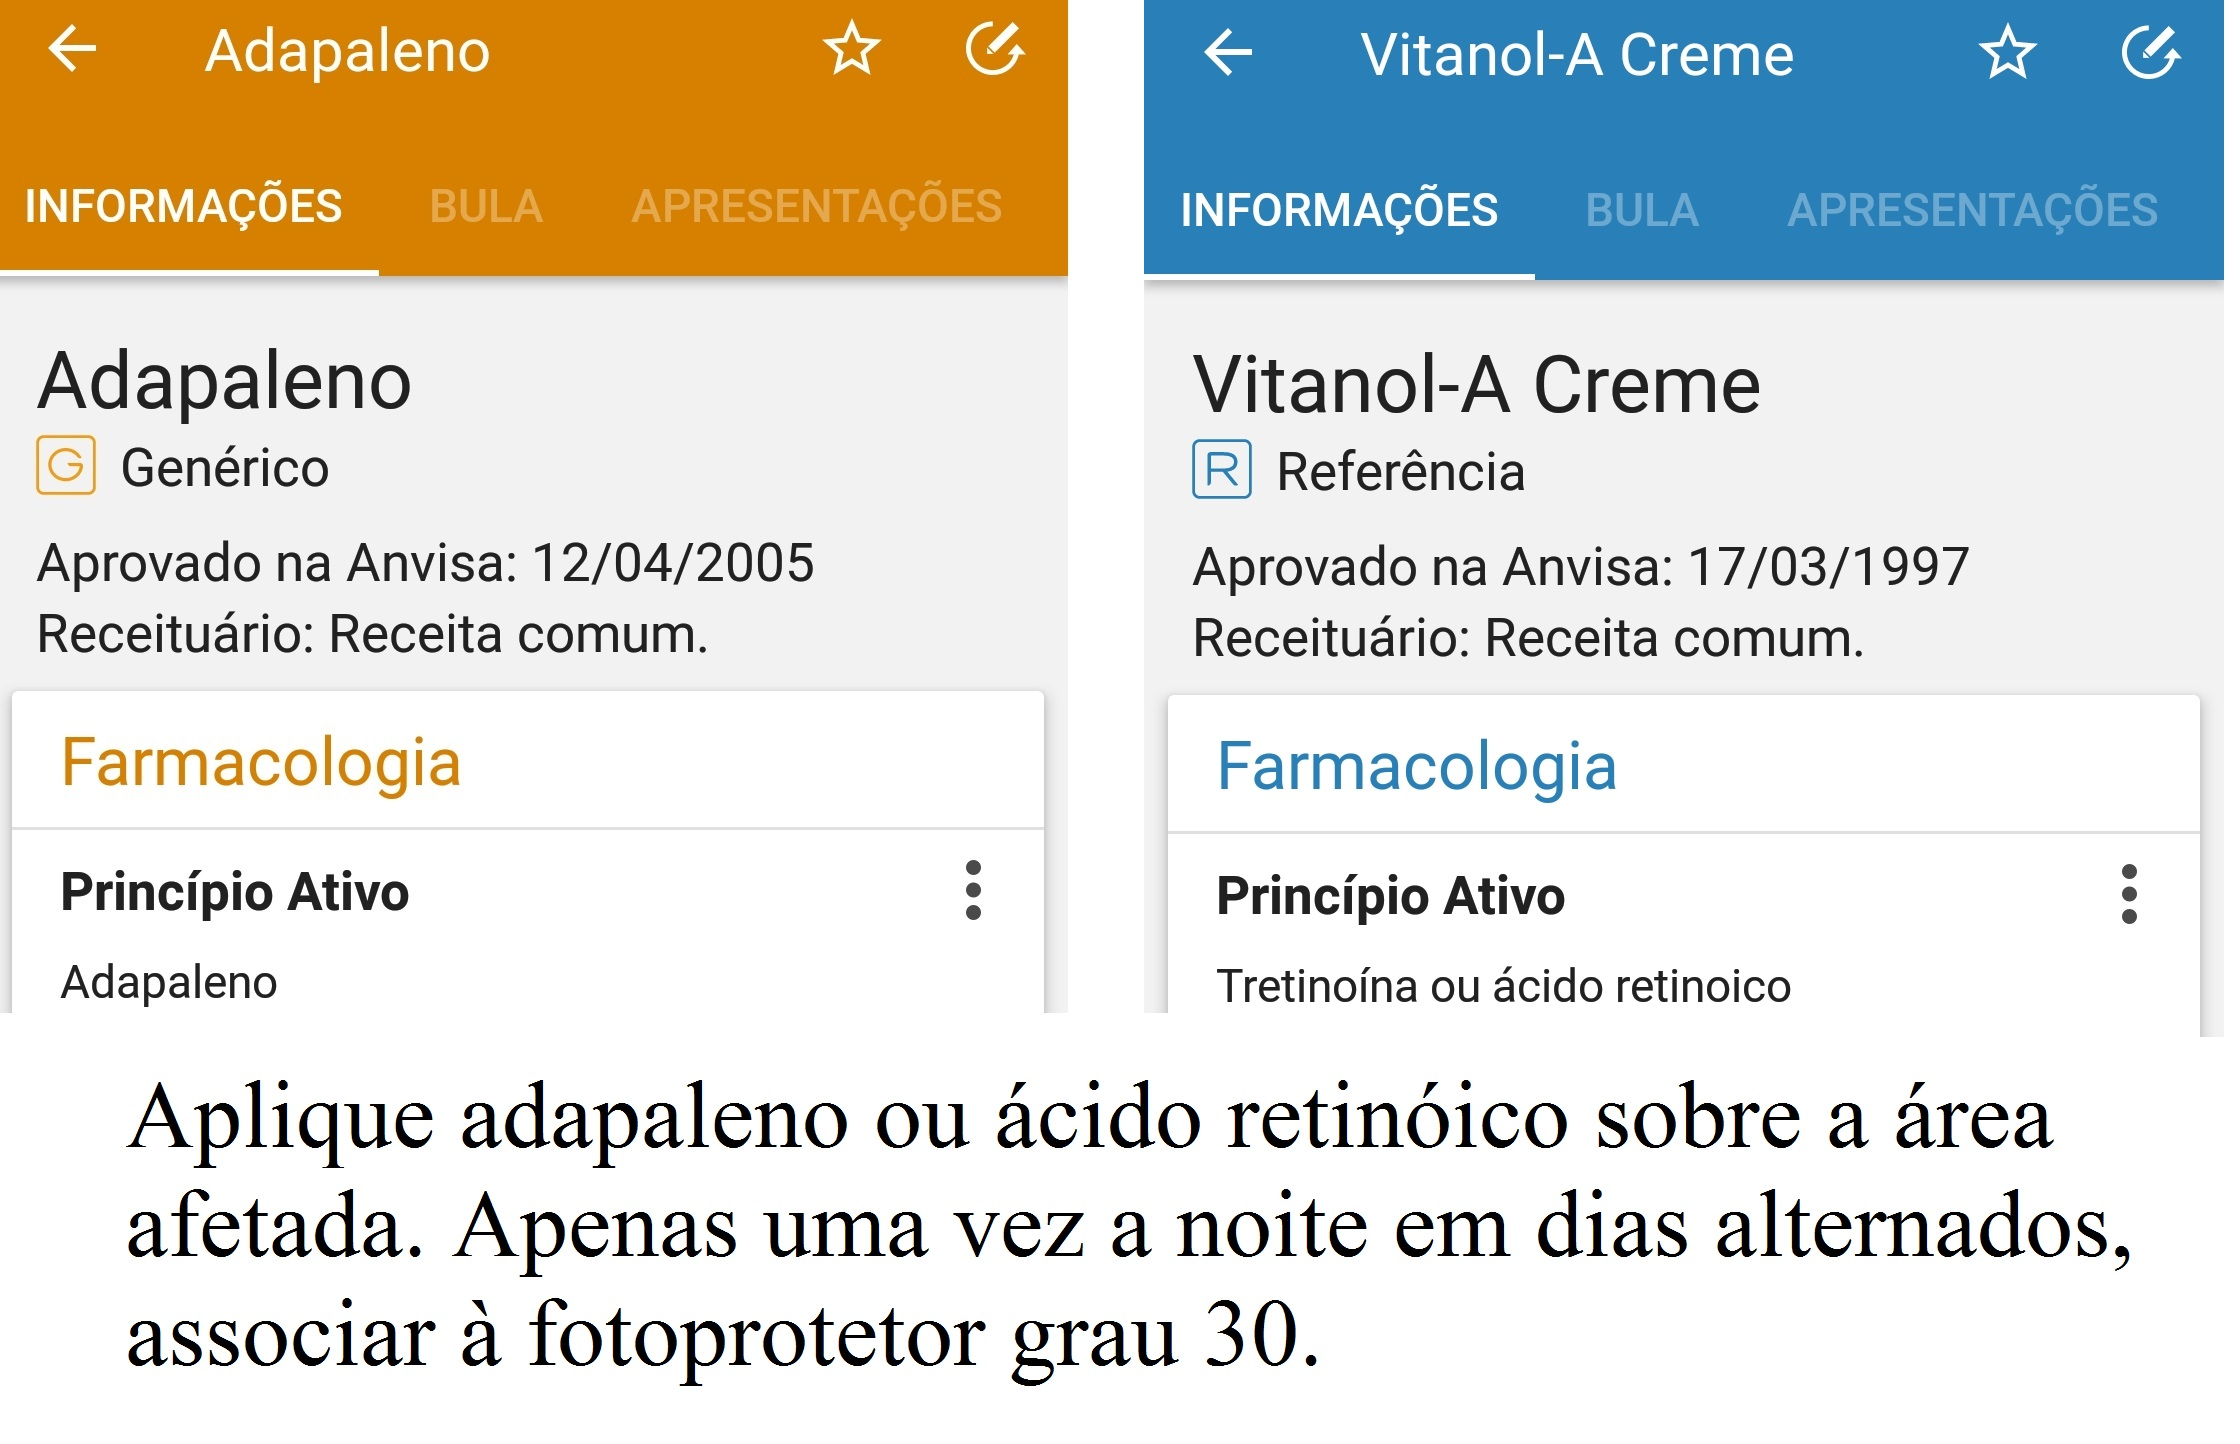 Adapaleno
INFORMAÇÕES BULA APRESENTAÇÕES
Adapaleno
G Genérico
Aprovado na Anvisa: 12/04/2005
Receituário: Receita comum.
Farmacologia
Princípio Ativo
Adapaleno
Vitanol-A Creme
INFORMAÇÕES BULA APRESENTAÇÕES
Vitanol-A Creme
R Referência
Aprovado na Anvisa: 17/03/1997
Receituário: Receita comum.
Farmacologia
Princípio Ativo
Tretinoína ou ácido retinoico
Aplique adapaleno ou ácido retinóico sobre a área
afetada. Apenas uma vez a noite em dias alternados,
associar à fotoprotetor grau 30.